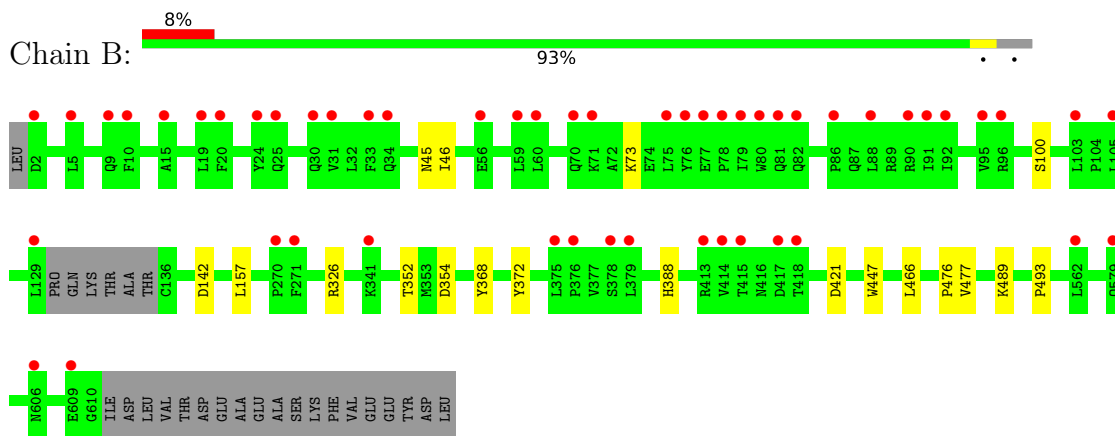 8%
Chain B:
93%
LEU D2 L5 Q9 F10 A15 L19 F20 Y24 Q25 Q30 V31 L32 F33 Q34 N45 I46 E56 L59 L60 Q70 K71 A72 K73 E74 L75 Y76 E77 P78 I79 W80 Q81 Q82 P86 Q87 L88 R89 R90 I91 I92 V95 R96 S100 L103 P104 L105
L129 PRO GLN LYS THR ALA THR C136 D142 L157 P270 F271 R326 K341 T352 M353 D354 Y368 Y372 L375 P376 V377 S378 L379 H388 R413 V414 T415 N416 D417 T418 D421 W447 L466 P476 V477 K489 P493 L562
N606 E609 G610 ILE ASP LEU VAL THR ASP GLU ALA GLU ALA SER LYS PHE VAL GLU GLU TYR ASP LEU